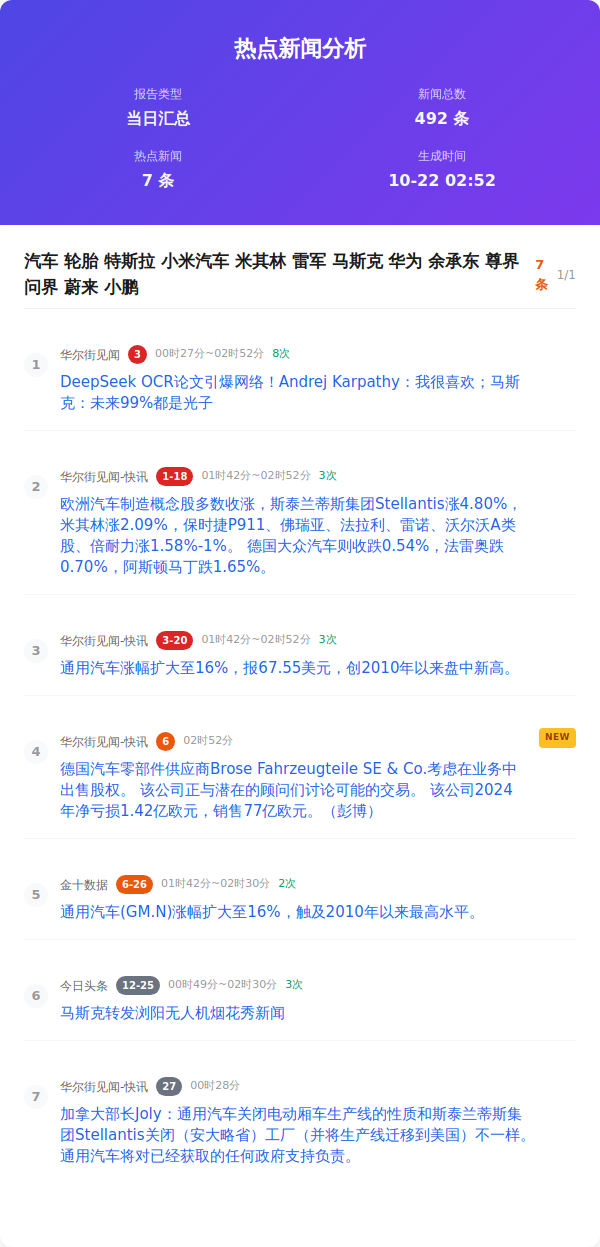 热点新闻分析
报告类型
当日汇总
新闻总数
492 条
热点新闻
7 条
生成时间
10-22 02:52
汽车 轮胎 特斯拉 小米汽车 米其林 雷军 马斯克 华为 余承东 尊界
问界 蔚来 小鹏
7
条
1/1
1
华尔街见闻 3 00时27分~02时52分 8次
DeepSeek OCR论文引爆网络！Andrej Karpathy：我很喜欢；马斯
克：未来99%都是光子
2
华尔街见闻-快讯 1-18 01时42分~02时52分 3次
欧洲汽车制造概念股多数收涨，斯泰兰蒂斯集团Stellantis涨4.80%，
米其林涨2.09%，保时捷P911、佛瑞亚、法拉利、雷诺、沃尔沃A类
股、倍耐力涨1.58%-1%。 德国大众汽车则收跌0.54%，法雷奥跌
0.70%，阿斯顿马丁跌1.65%。
3
华尔街见闻-快讯 3-20 01时42分~02时52分 3次
通用汽车涨幅扩大至16%，报67.55美元，创2010年以来盘中新高。
4
华尔街见闻-快讯 6 02时52分
NEW
德国汽车零部件供应商Brose Fahrzeugteile SE & Co.考虑在业务中
出售股权。 该公司正与潜在的顾问们讨论可能的交易。 该公司2024
年净亏损1.42亿欧元，销售77亿欧元。（彭博）
5
金十数据 6-26 01时42分~02时30分 2次
通用汽车(GM.N)涨幅扩大至16%，触及2010年以来最高水平。
6
今日头条 12-25 00时49分~02时30分 3次
马斯克转发浏阳无人机烟花秀新闻
7
华尔街见闻-快讯 27 00时28分
加拿大部长Joly：通用汽车关闭电动厢车生产线的性质和斯泰兰蒂斯集
团Stellantis关闭（安大略省）工厂（并将生产线迁移到美国）不一样。
通用汽车将对已经获取的任何政府支持负责。